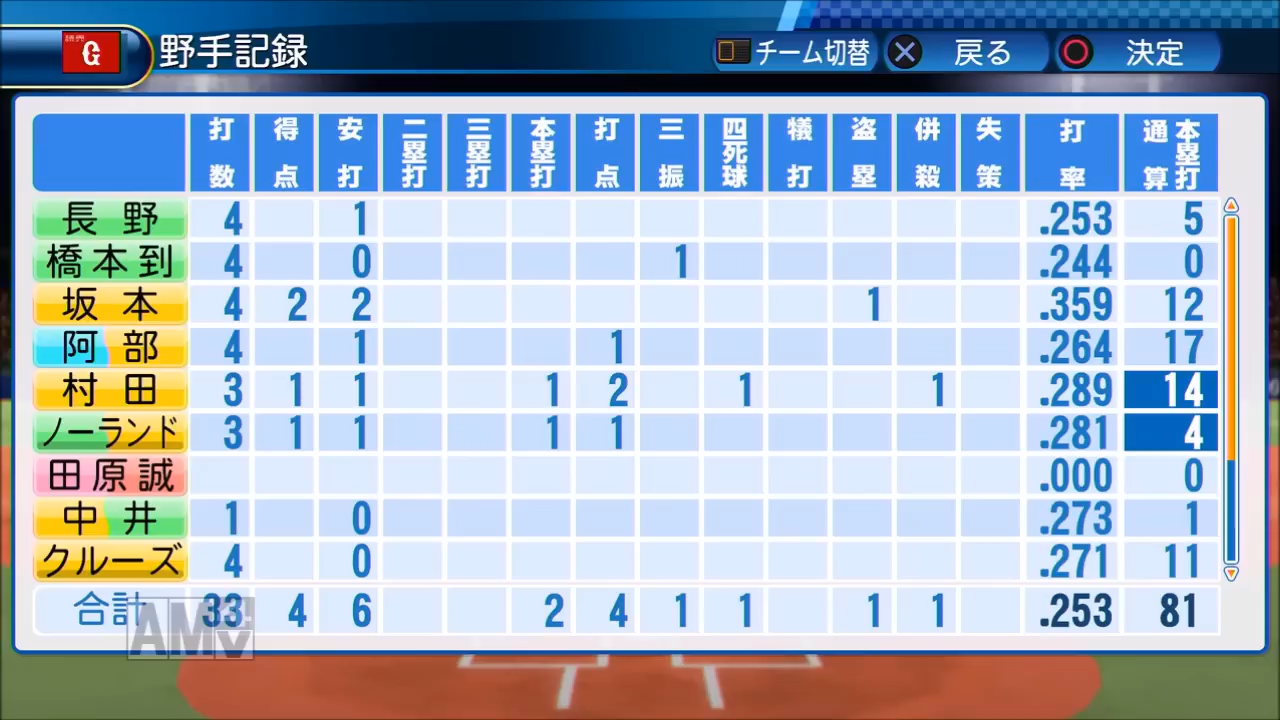 G 野手記録 チーム切替 戻る 決定
打数 得点 安打 二塁打 三塁打 本塁打 打点 三振 四死球 犠打 盗塁 併殺 失策 打率 通算本塁打
長野 4 1 .253 5
橋本到 4 0 1 .244 0
坂本 4 2 2 1 .359 12
阿部 4 1 1 .264 17
村田 3 1 1 1 2 1 1 .289 14
ノーランド 3 1 1 1 1 .281 4
田原誠 .000 0
中井 1 0 .273 1
クルーズ 4 0 .271 11
合計 33 4 6 2 4 1 1 1 1 .253 81